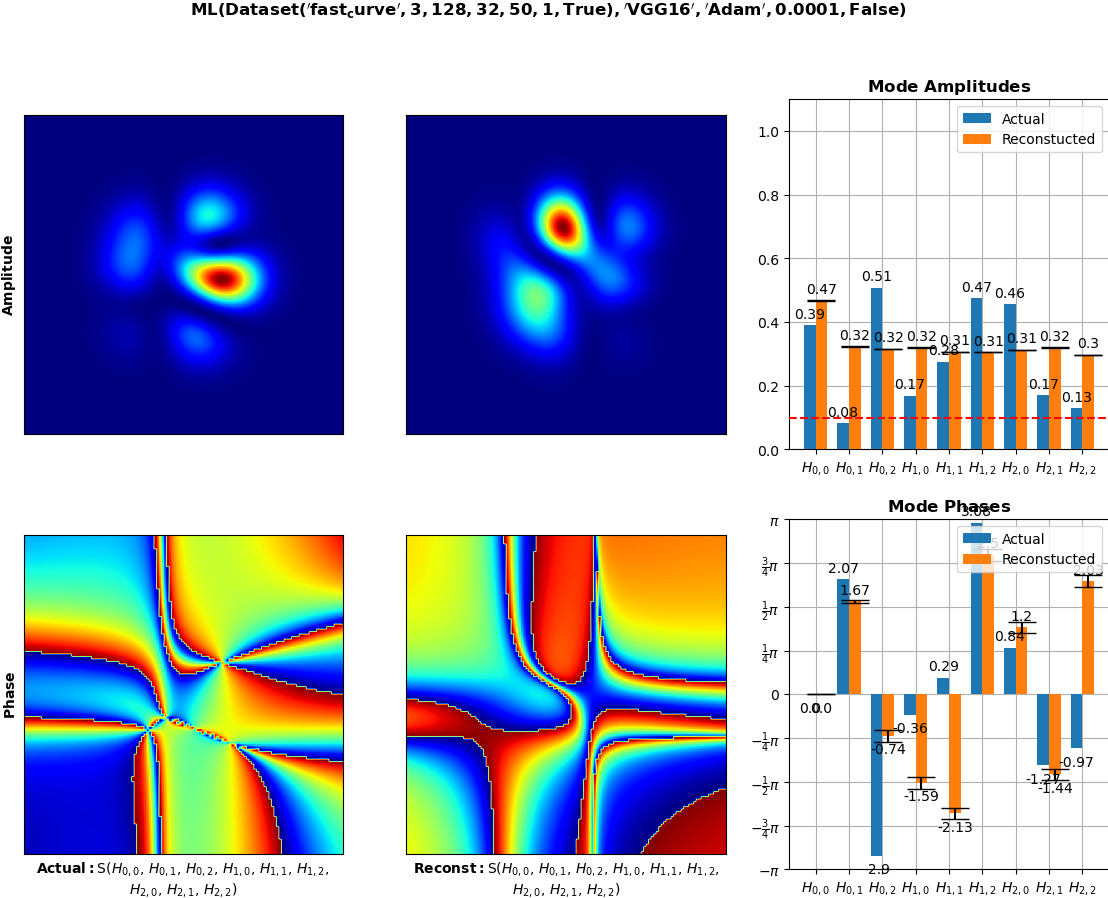 ML(Dataset('fast_curve', 3, 128, 32, 50, 1, True), 'VGG16', 'Adam', 0.0001, False)
Mode Amplitudes
Amplitude
Actual
Reconstucted
1.0
0.8
0.6
0.4
0.2
0.0
0.39 0.47
0.08 0.32
0.51 0.32
0.17 0.32
0.28 0.31
0.47 0.31
0.46 0.31
0.17 0.32
0.13 0.3
H0,0 H0,1 H0,2 H1,0 H1,1 H1,2 H2,0 H2,1 H2,2
Mode Phases
Phase
Actual
Reconstucted
π
3/4π
1/2π
1/4π
0
−1/4π
−1/2π
−3/4π
−π
0.0
2.07 1.67
2.9 -0.74
-0.36 -1.59
0.29 -2.13
3.08
0.84 1.2
-1.27 -1.44
-0.97 2.03
H0,0 H0,1 H0,2 H1,0 H1,1 H1,2 H2,0 H2,1 H2,2
Actual: S(H0,0, H0,1, H0,2, H1,0, H1,1, H1,2,
H2,0, H2,1, H2,2)
Reconst: S(H0,0, H0,1, H0,2, H1,0, H1,1, H1,2,
H2,0, H2,1, H2,2)